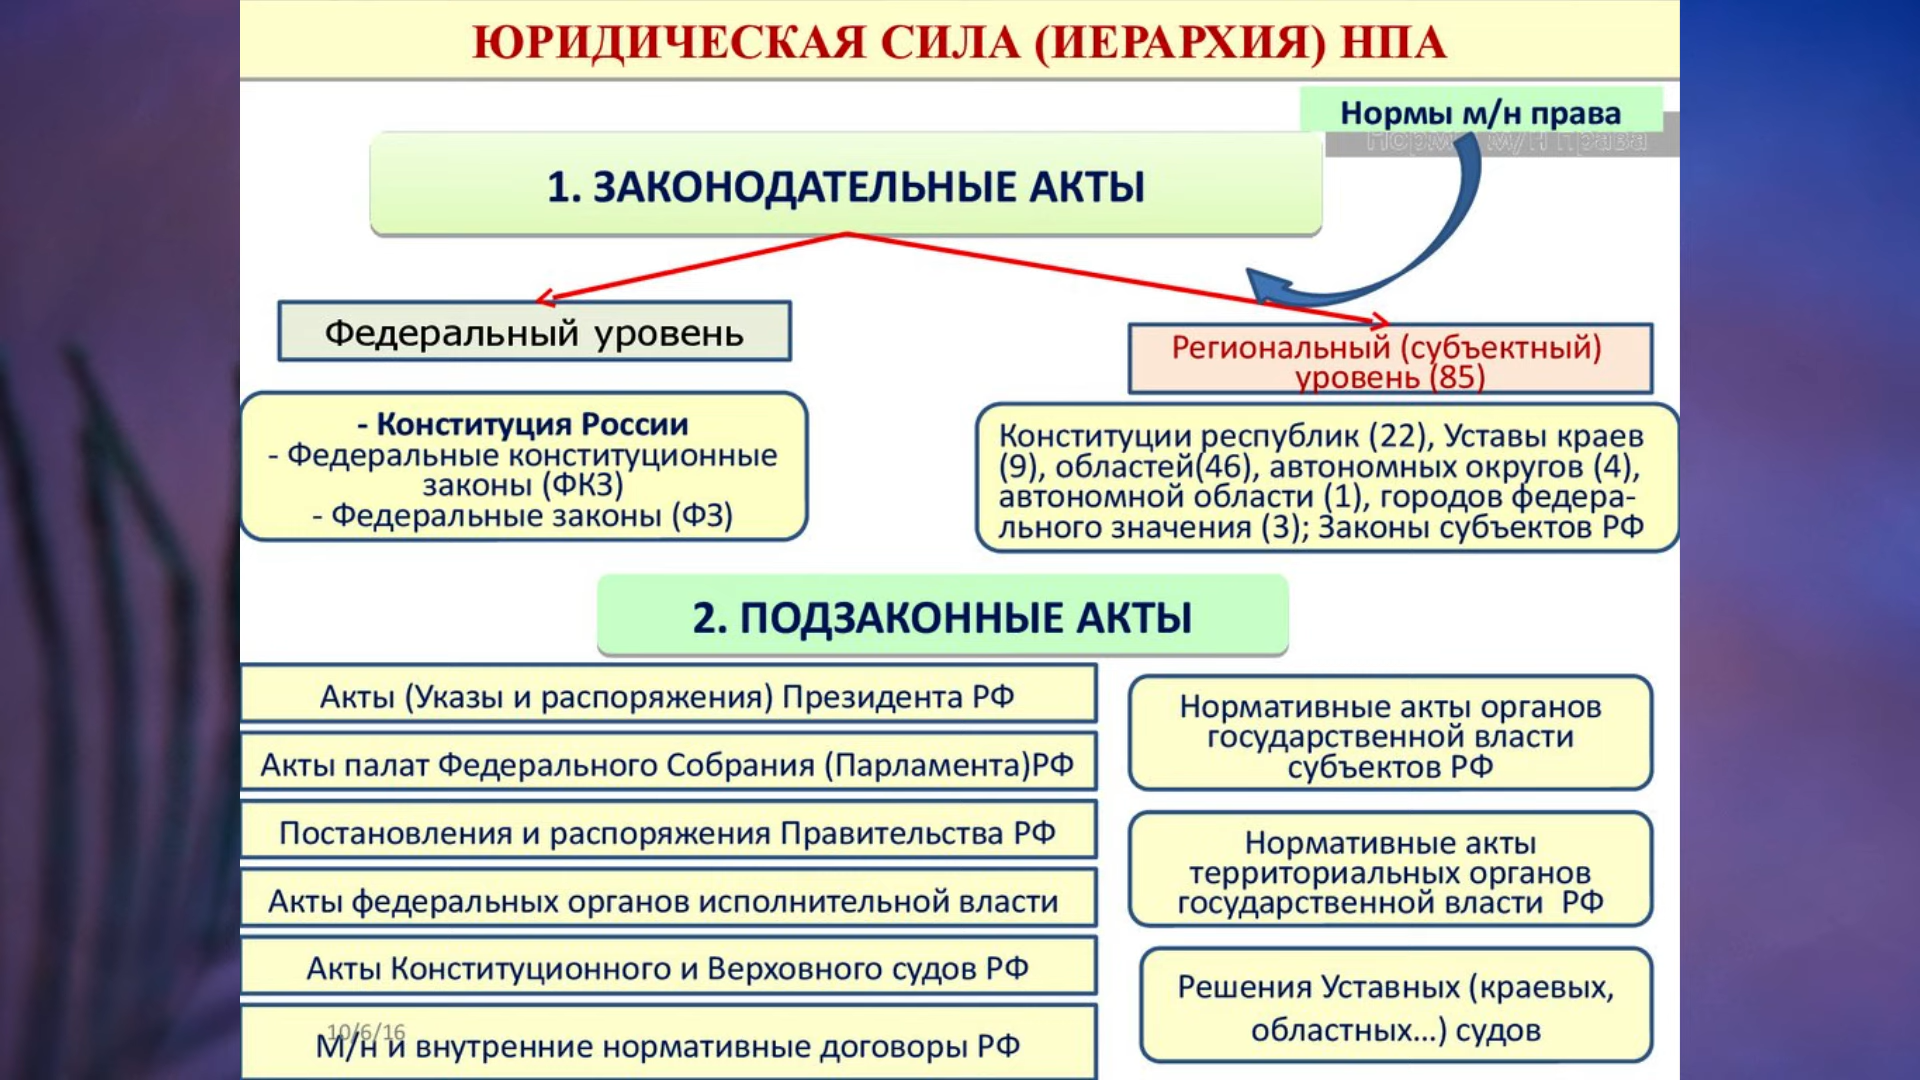 ЮРИДИЧЕСКАЯ СИЛА (ИЕРАРХИЯ) НПА
Нормы м/н права
1. ЗАКОНОДАТЕЛЬНЫЕ АКТЫ
Федеральный уровень
Региональный (субъектный)
уровень (85)
- Конституция России
- Федеральные конституционные
законы (ФКЗ)
- Федеральные законы (ФЗ)
Конституции республик (22), Уставы краев
(9), областей(46), автономных округов (4),
автономной области (1), городов федера-
льного значения (3); Законы субъектов РФ
2. ПОДЗАКОННЫЕ АКТЫ
Акты (Указы и распоряжения) Президента РФ
Акты палат Федерального Собрания (Парламента)РФ
Постановления и распоряжения Правительства РФ
Акты федеральных органов исполнительной власти
Акты Конституционного и Верховного судов РФ
10/6/16
М/н и внутренние нормативные договоры РФ
Нормативные акты органов
государственной власти
субъектов РФ
Нормативные акты
территориальных органов
государственной власти РФ
Решения Уставных (краевых,
областных...) судов